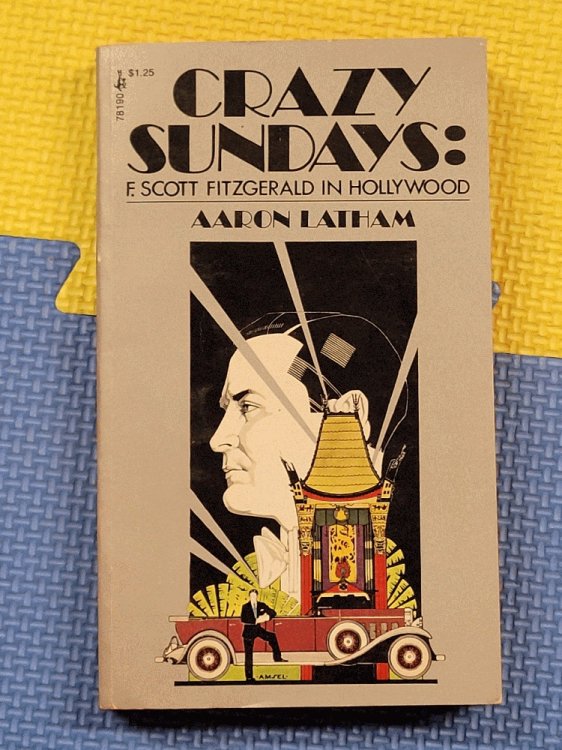 $1.25
78190
CRAZY
SUNDAYS:
F. SCOTT FITZGERALD IN HOLLYWOOD
AARON LATHAM
AMSEL